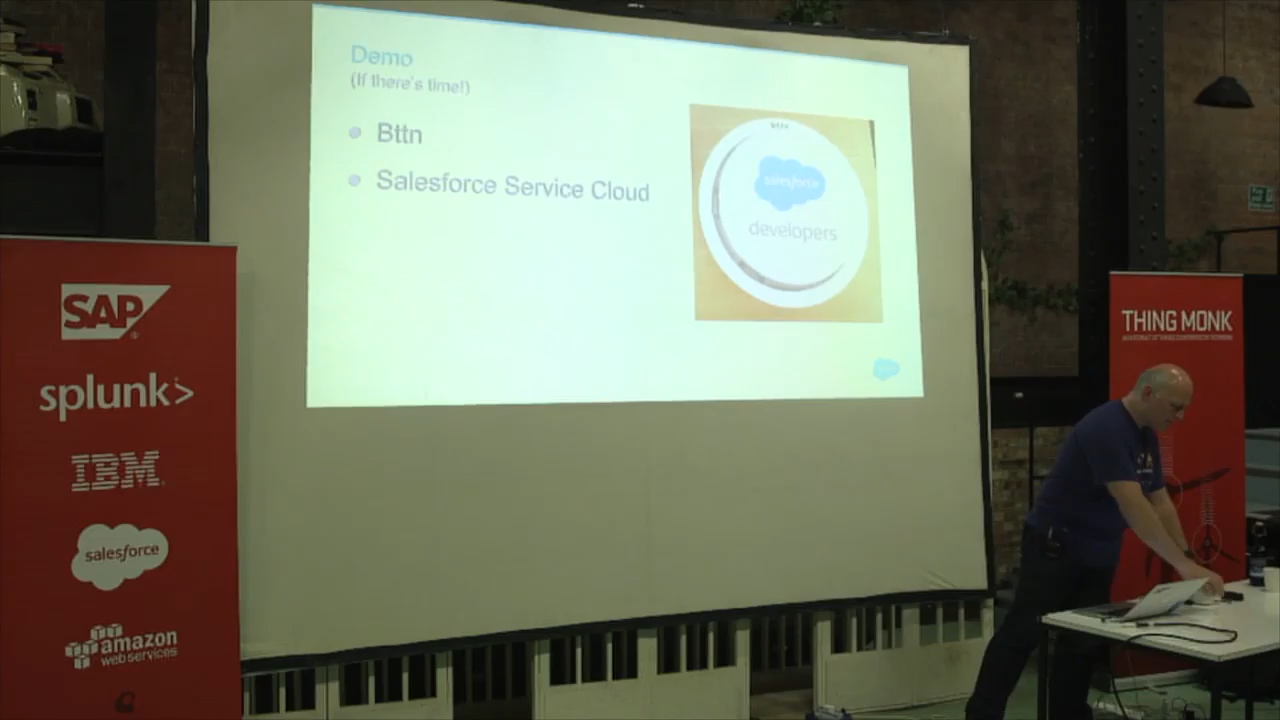 Demo
(If there's time!)
Bttn
Salesforce Service Cloud
bttn
salesforce
developers
SAP
splunk>
IBM
salesforce
amazon
web services
THING MONK